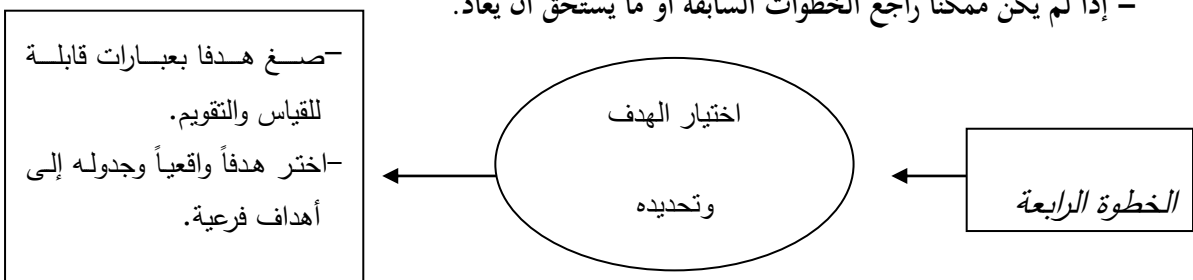 – إذا لم يكن ممكنا راجع الخطوات السابقة أو ما يستحق أن يعاد.
الخطوة الرابعة
اختيار الهدف
وتحديده
–صغ هدفا بعبارات قابلة
للقياس والتقويم.
–اختر هدفاً واقعياً وجدوله إلى
أهداف فرعية.